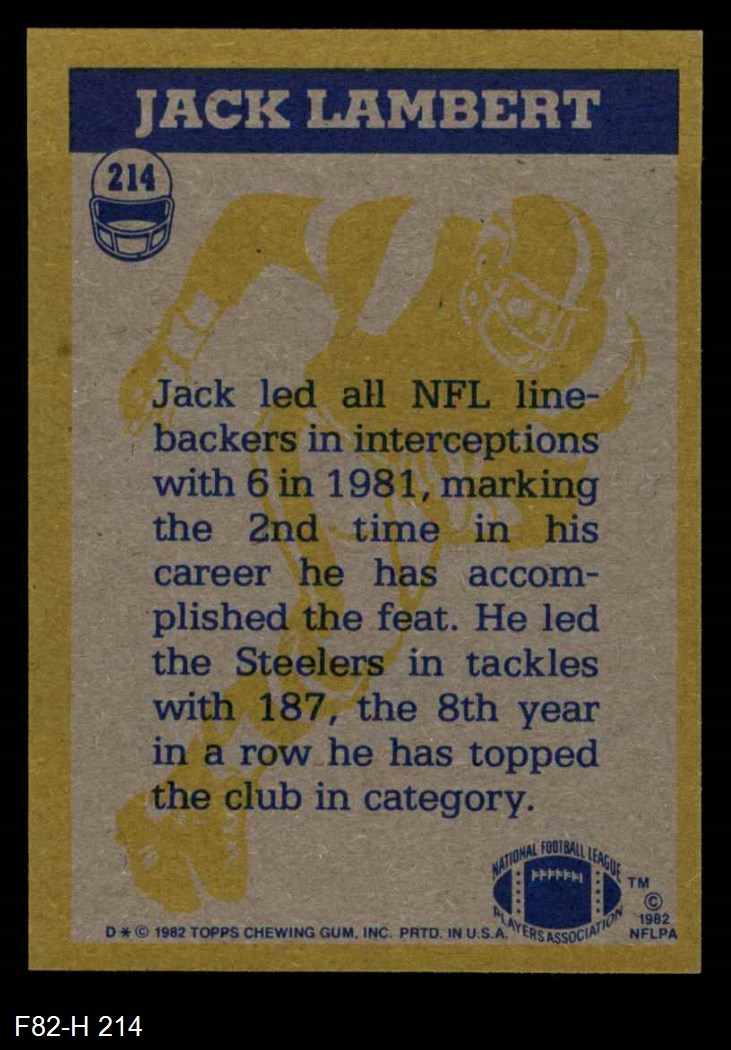 JACK LAMBERT
214
Jack led all NFL line-
backers in interceptions
with 6 in 1981, marking
the 2nd time in his
career he has accom-
plished the feat. He led
the Steelers in tackles
with 187, the 8th year
in a row he has topped
the club in category.
NATIONAL FOOTBALL LEAGUE
PLAYERS ASSOCIATION
TM
©
1982
NFLPA
D * © 1982 TOPPS CHEWING GUM, INC. PRTD. IN U.S.A.
F82-H 214